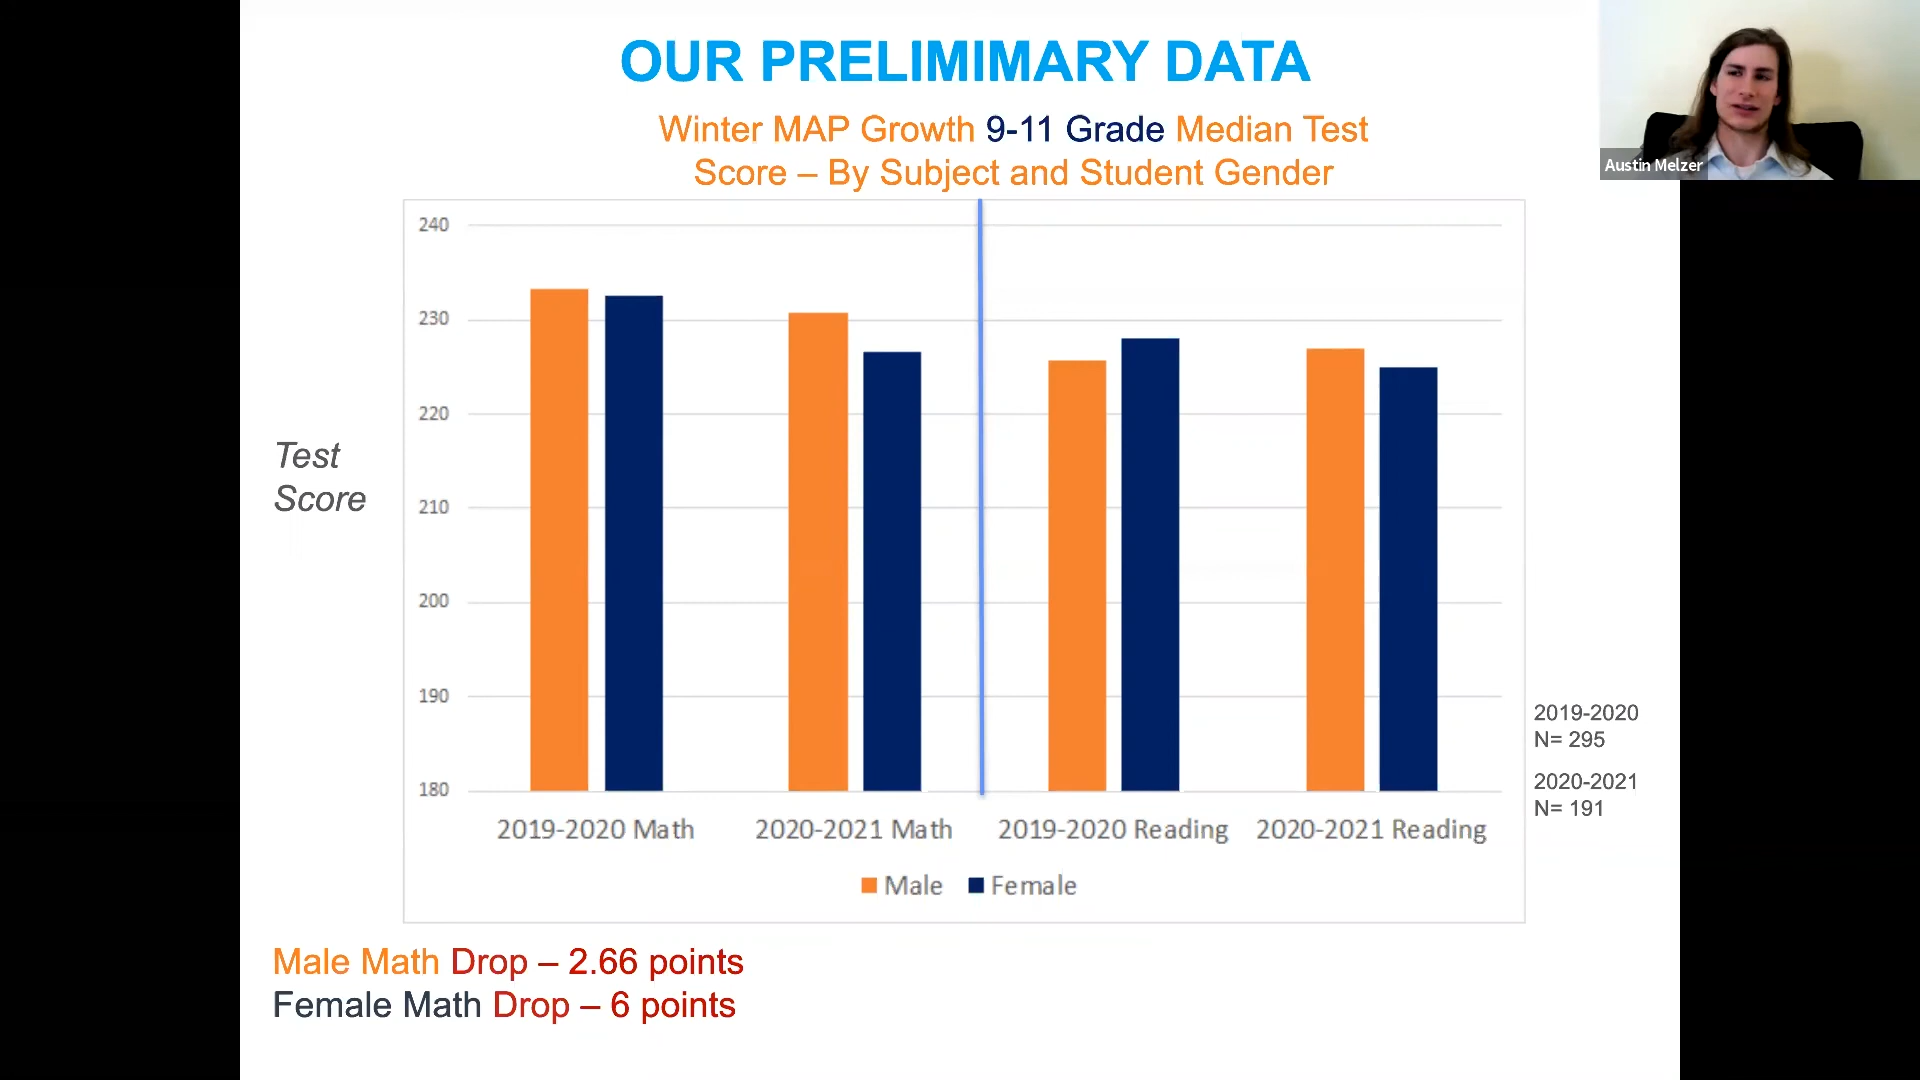 OUR PRELIMIMARY DATA
Winter MAP Growth 9-11 Grade Median Test
Score – By Subject and Student Gender
Austin Melzer
240
230
220
210
200
190
180
Test
Score
2019-2020 Math
2020-2021 Math
2019-2020 Reading
2020-2021 Reading
Male
Female
2019-2020
N= 295
2020-2021
N= 191
Male Math Drop – 2.66 points
Female Math Drop – 6 points